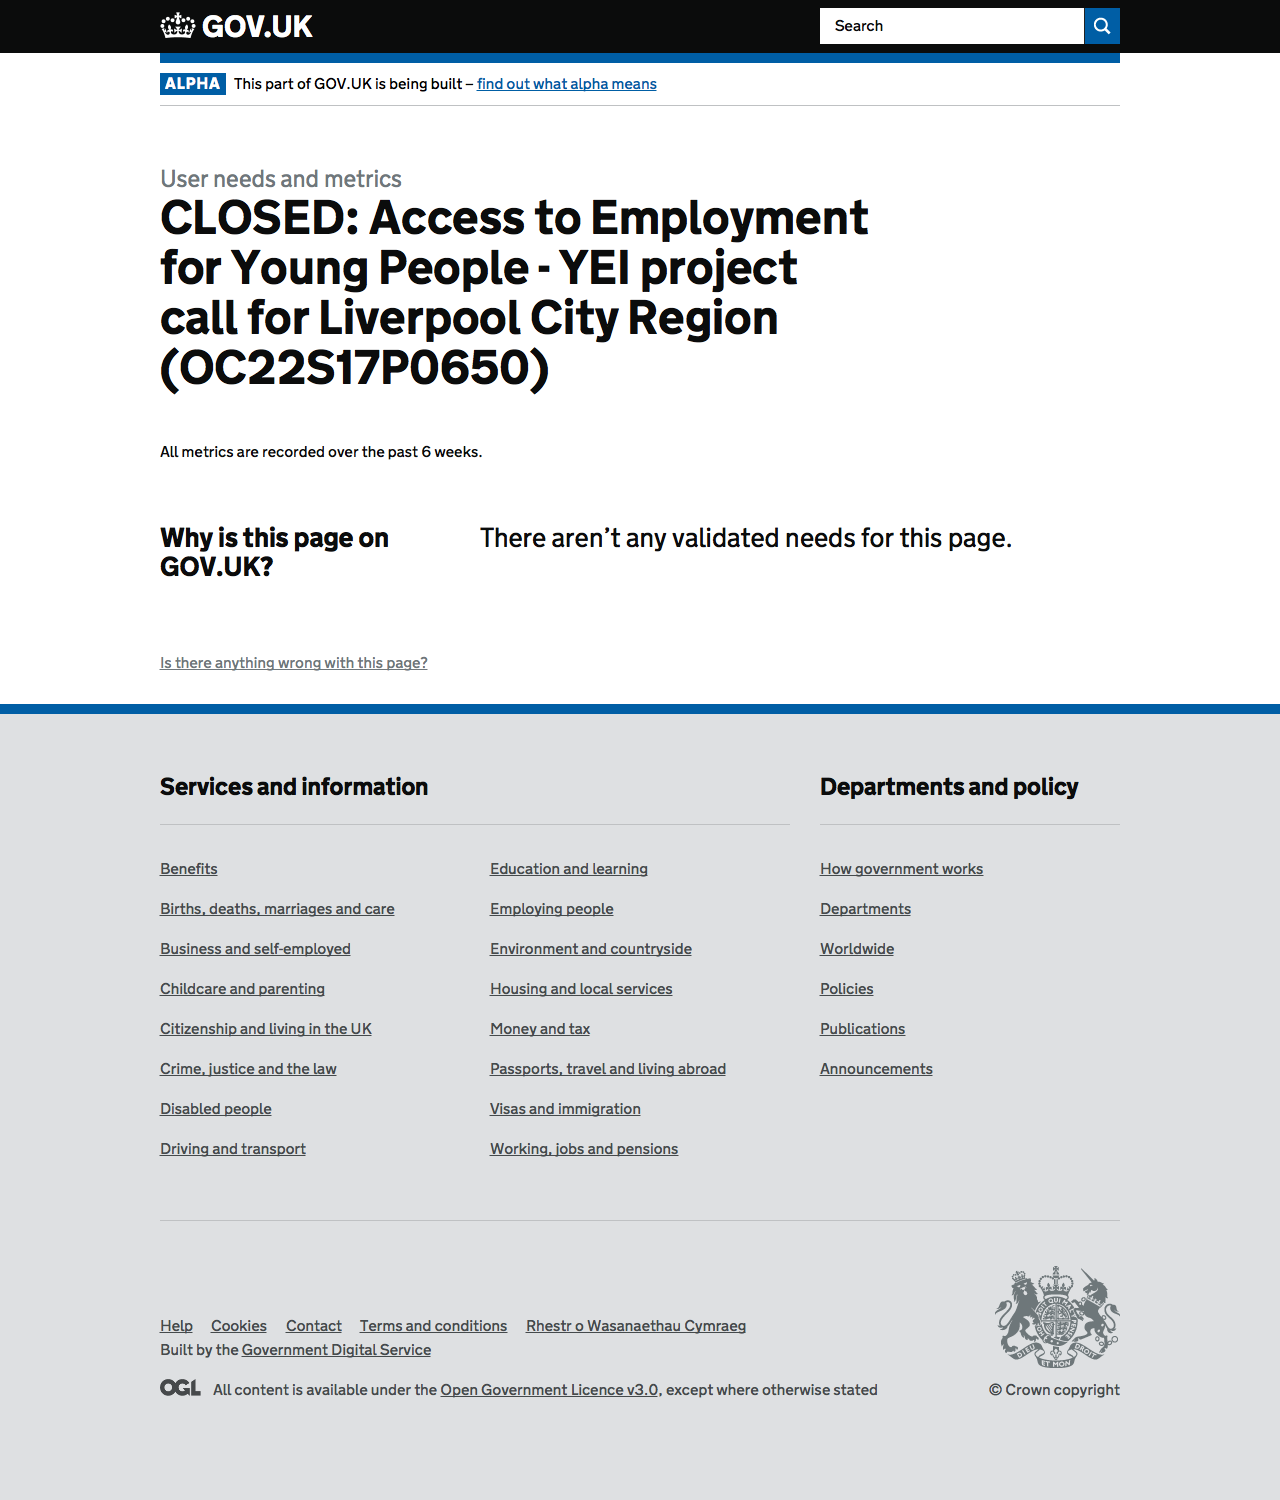 GOV.UK
Search
ALPHA This part of GOV.UK is being built – find out what alpha means
User needs and metrics
CLOSED: Access to Employment
for Young People - YEI project
call for Liverpool City Region
(OC22S17P0650)
All metrics are recorded over the past 6 weeks.
Why is this page on
GOV.UK?
There aren’t any validated needs for this page.
Is there anything wrong with this page?
Services and information
Benefits
Births, deaths, marriages and care
Business and self-employed
Childcare and parenting
Citizenship and living in the UK
Crime, justice and the law
Disabled people
Driving and transport
Education and learning
Employing people
Environment and countryside
Housing and local services
Money and tax
Passports, travel and living abroad
Visas and immigration
Working, jobs and pensions
Departments and policy
How government works
Departments
Worldwide
Policies
Publications
Announcements
Help Cookies Contact Terms and conditions Rhestr o Wasanaethau Cymraeg
Built by the Government Digital Service
OGL All content is available under the Open Government Licence v3.0, except where otherwise stated
DIEU ET MON DROIT
© Crown copyright